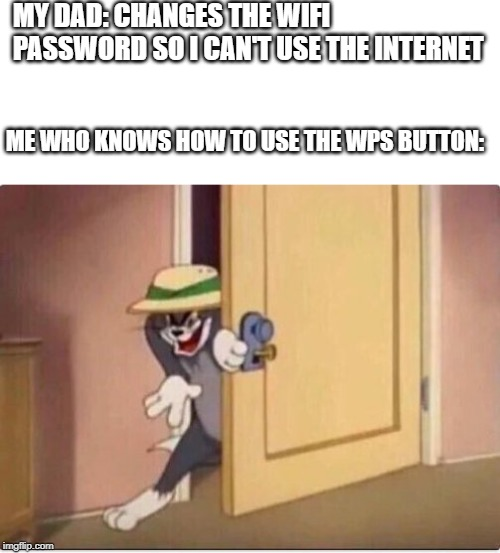 MY DAD: CHANGES THE WIFI
PASSWORD SO I CAN'T USE THE INTERNET
ME WHO KNOWS HOW TO USE THE WPS BUTTON:
imgflip.com